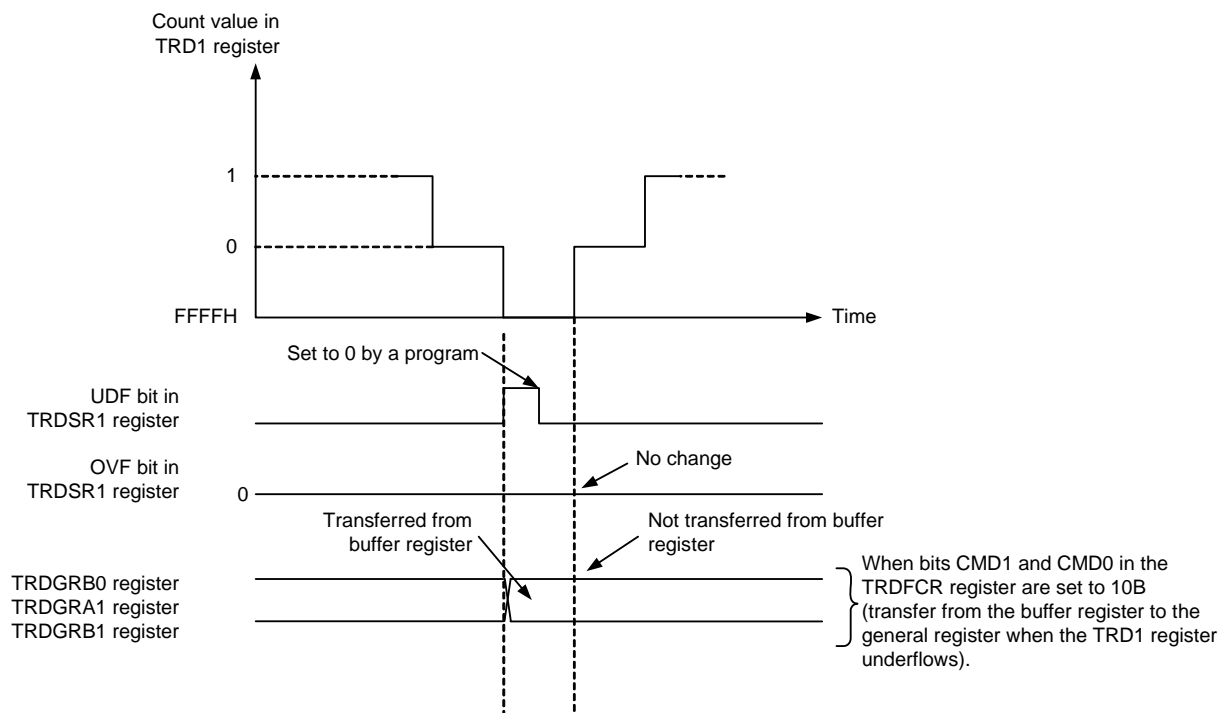 Count value in
TRD1 register
1
0
FFFFH
Time
Set to 0 by a program
UDF bit in
TRDSR1 register
OVF bit in
TRDSR1 register
0
No change
Transferred from
buffer register
Not transferred from buffer
register
TRDGRB0 register
TRDGRA1 register
TRDGRB1 register
When bits CMD1 and CMD0 in the
TRDFCR register are set to 10B
(transfer from the buffer register to the
general register when the TRD1 register
underflows).